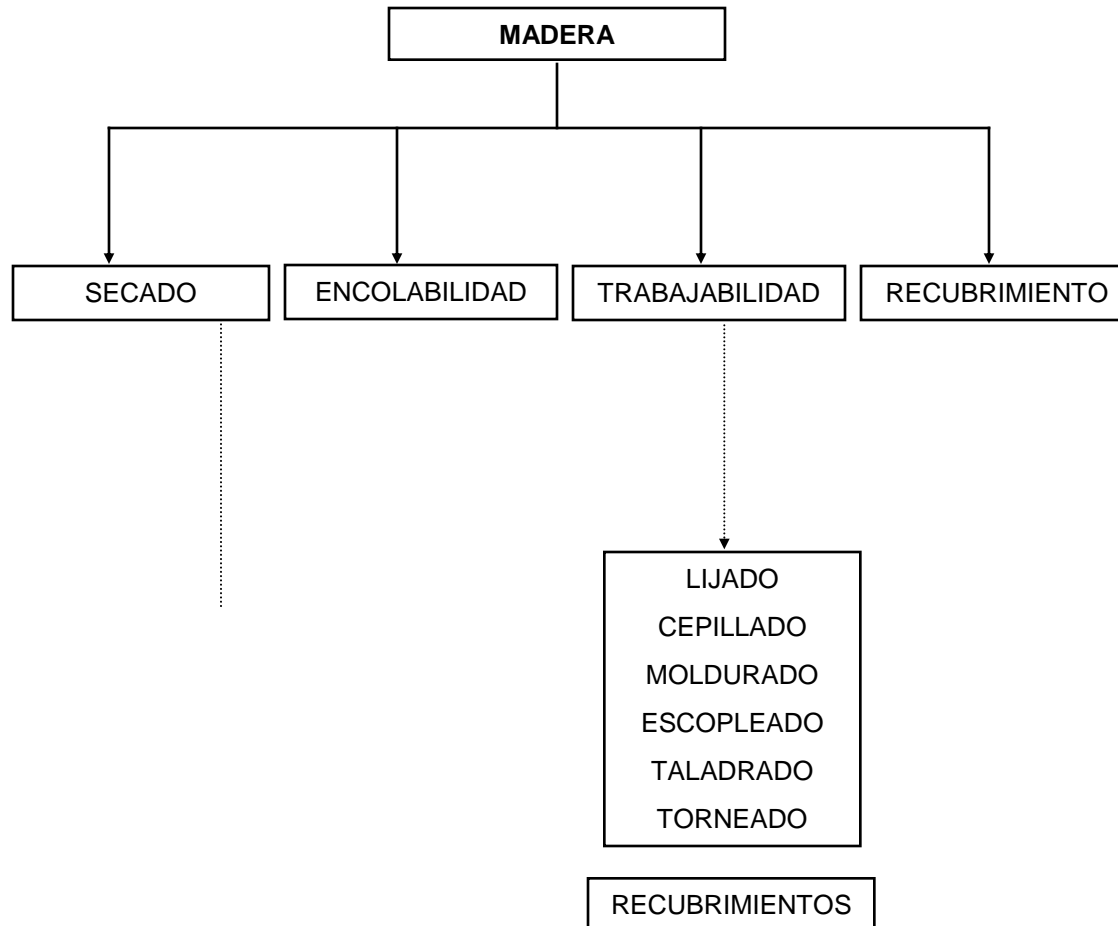 MADERA
SECADO
ENCOLABILIDAD
TRABAJABILIDAD
RECUBRIMIENTO
LIJADO
CEPILLADO
MOLDURADO
ESCOPLEADO
TALADRADO
TORNEADO
RECUBRIMIENTOS